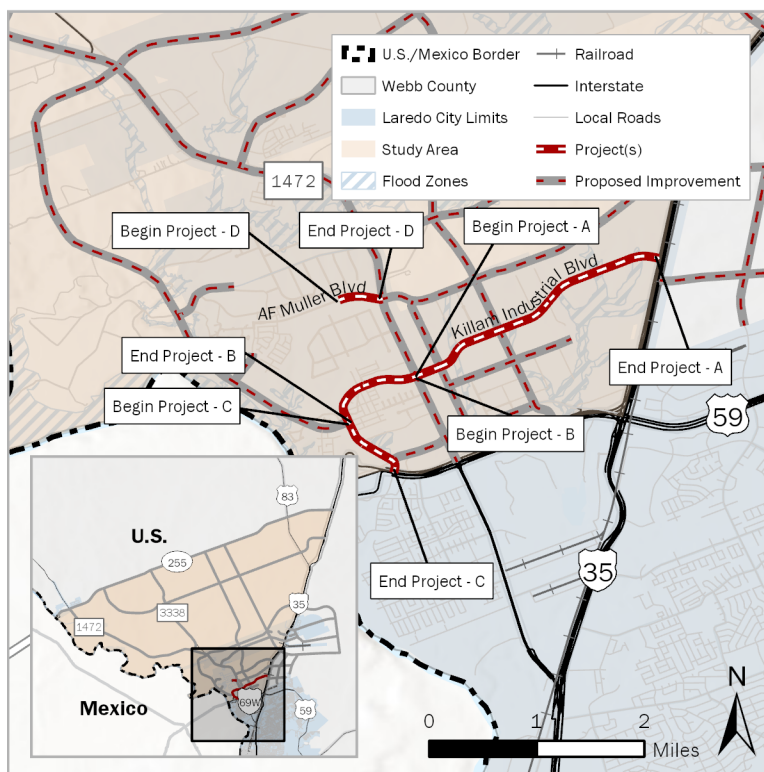 U.S./Mexico Border
Railroad
Webb County
Interstate
Laredo City Limits
Local Roads
Study Area
Project(s)
Flood Zones
Proposed Improvement
1472
Begin Project - D
End Project - D
Begin Project - A
AF Muller Blvd
Killam Industrial Blvd
End Project - B
End Project - A
Begin Project - C
Begin Project - B
59
35
End Project - C
83
U.S.
255
3338
35
1472
69W
Mexico
59
N
0 1 2
Miles